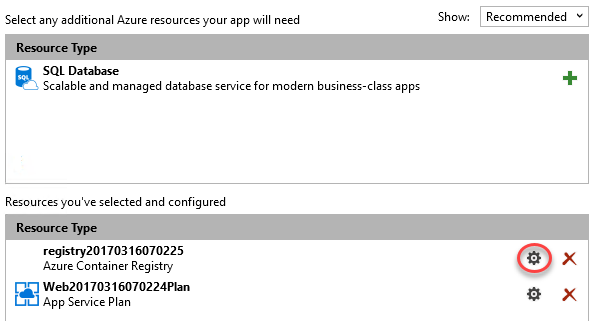 Select any additional Azure resources your app will need
Show: Recommended
Resource Type
SQL Database
Scalable and managed database service for modern business-class apps
Resources you've selected and configured
Resource Type
registry20170316070225
Azure Container Registry
Web20170316070224Plan
App Service Plan